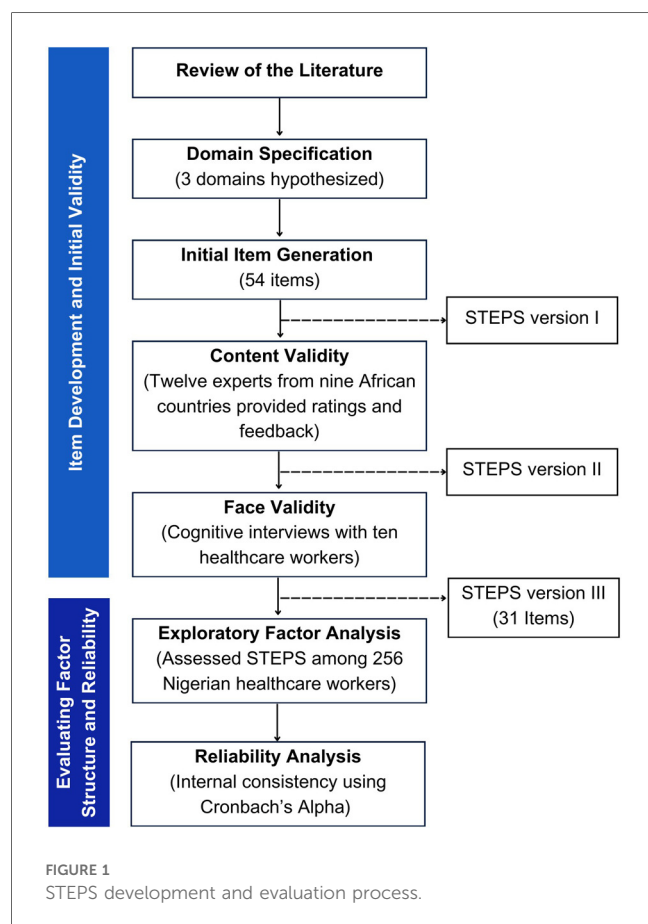 Item Development and Initial Validity
Review of the Literature
Domain Specification
(3 domains hypothesized)
Initial Item Generation
(54 items)
STEPS version I
Content Validity
(Twelve experts from nine African
countries provided ratings and
feedback)
STEPS version II
Face Validity
(Cognitive interviews with ten
healthcare workers)
STEPS version III
(31 Items)
Evaluating Factor
Structure and Reliability
Exploratory Factor Analysis
(Assessed STEPS among 256
Nigerian healthcare workers)
Reliability Analysis
(Internal consistency using
Cronbach's Alpha)
FIGURE 1
STEPS development and evaluation process.